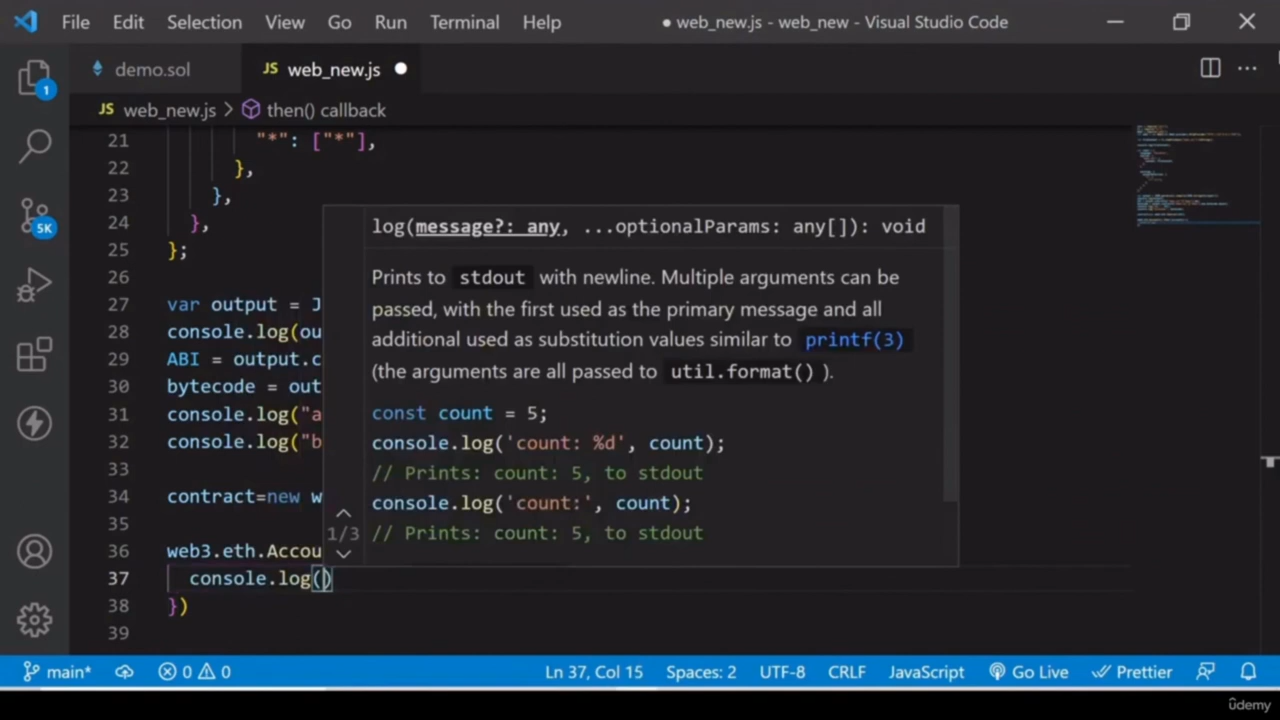 File Edit Selection View Go Run Terminal Help ● web_new.js - web_new - Visual Studio Code
demo.sol JS web_new.js ●
JS web_new.js > then() callback
1
5K
21 "*": ["*"],
22 },
23 },
24 },
25 };
26
27 var output = J
28 console.log(ou
29 ABI = output.c
30 bytecode = out
31 console.log("a
32 console.log("b
33
34 contract=new w
35
36 web3.eth.Accou
37 console.log()
38 })
39
log(message?: any, ...optionalParams: any[]): void
Prints to stdout with newline. Multiple arguments can be
passed, with the first used as the primary message and all
additional used as substitution values similar to printf(3)
(the arguments are all passed to util.format() ).
const count = 5;
console.log('count: %d', count);
// Prints: count: 5, to stdout
console.log('count:', count);
1/3
// Prints: count: 5, to stdout
main* 0 0 Ln 37, Col 15 Spaces: 2 UTF-8 CRLF JavaScript Go Live Prettier
ûdemy